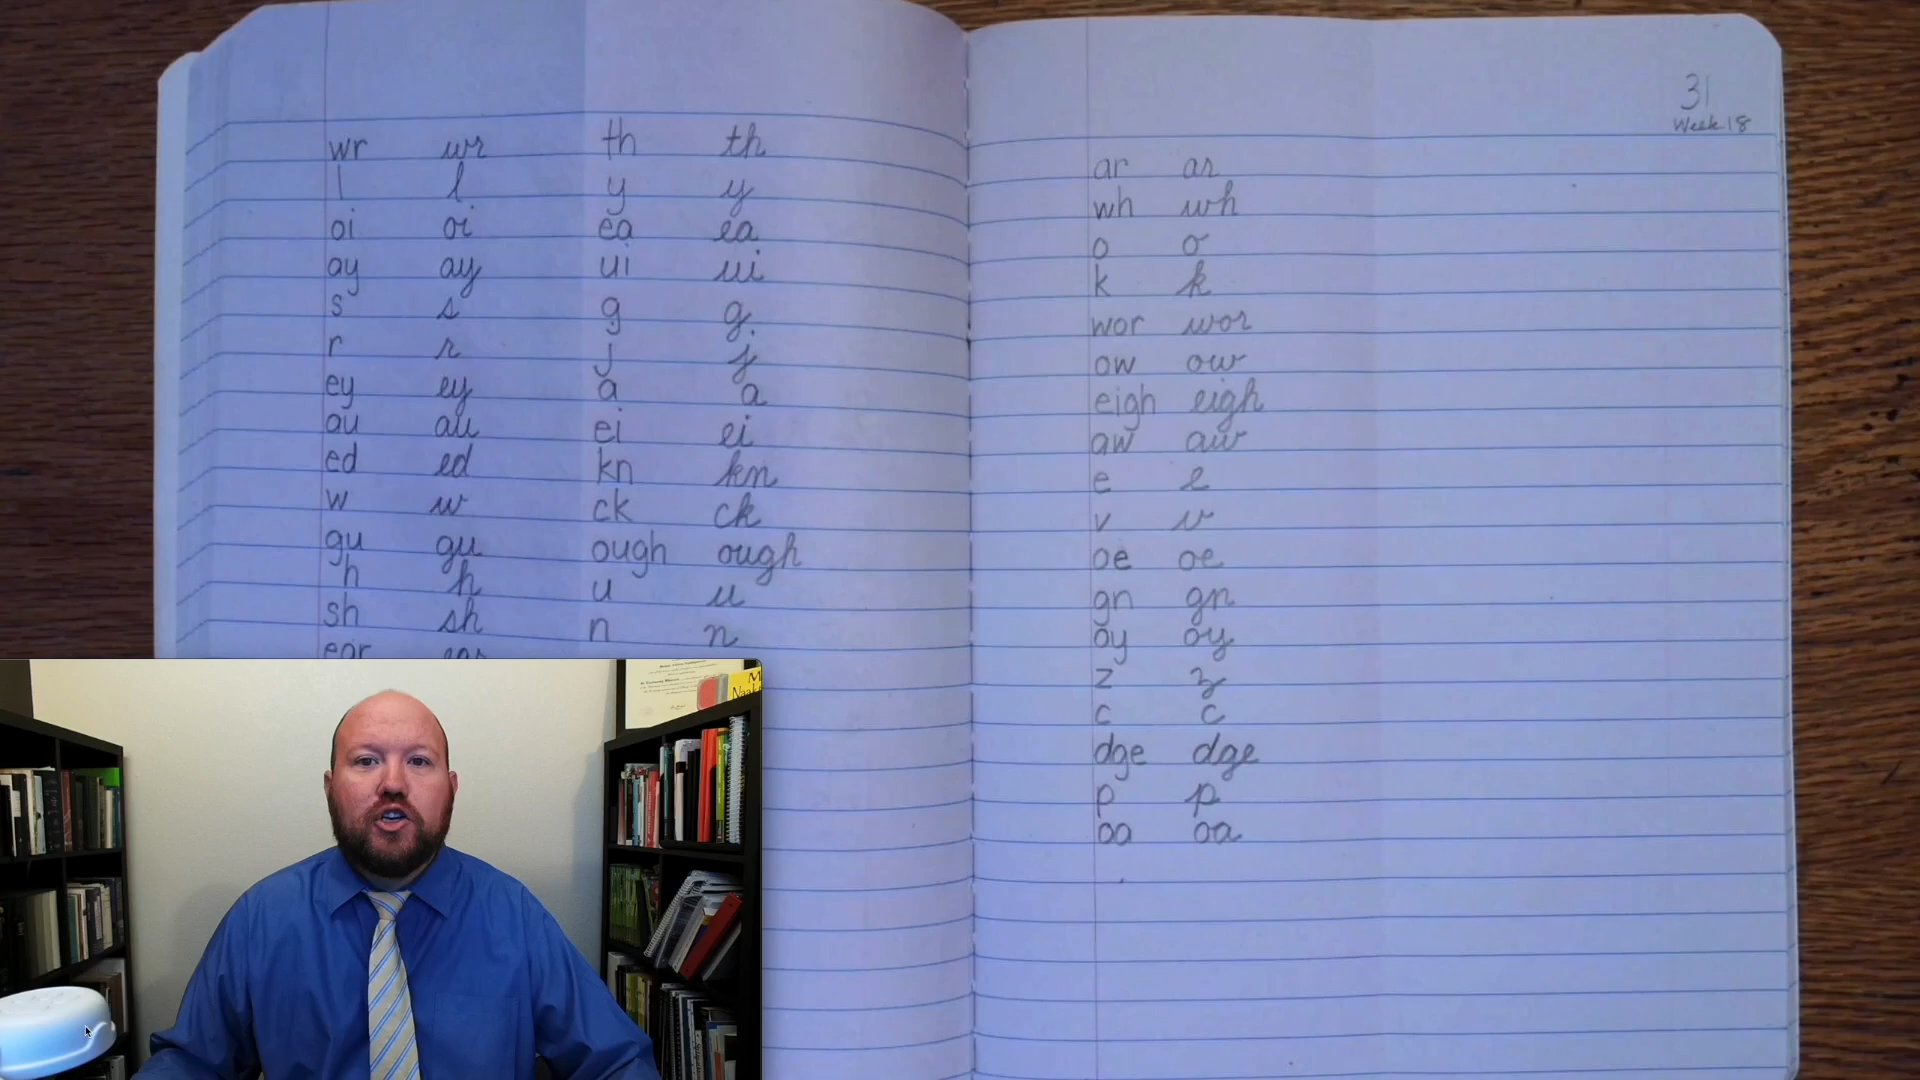 31
Week 18
wr wr th th
l l y y
oi oi ea ea
ay ay ui ui
s s g g
r r j j
ey ey a a
au au ei ei
ed ed kn kn
w w ck ck
gu gu ough ough
h h u u
sh sh n n
ear ear
ar ar
wh wh
o o
k k
wor wor
ow ow
eigh eigh
aw aw
e e
v v
oe oe
gn gn
oy oy
z z
c c
dge dge
p p
oa oa